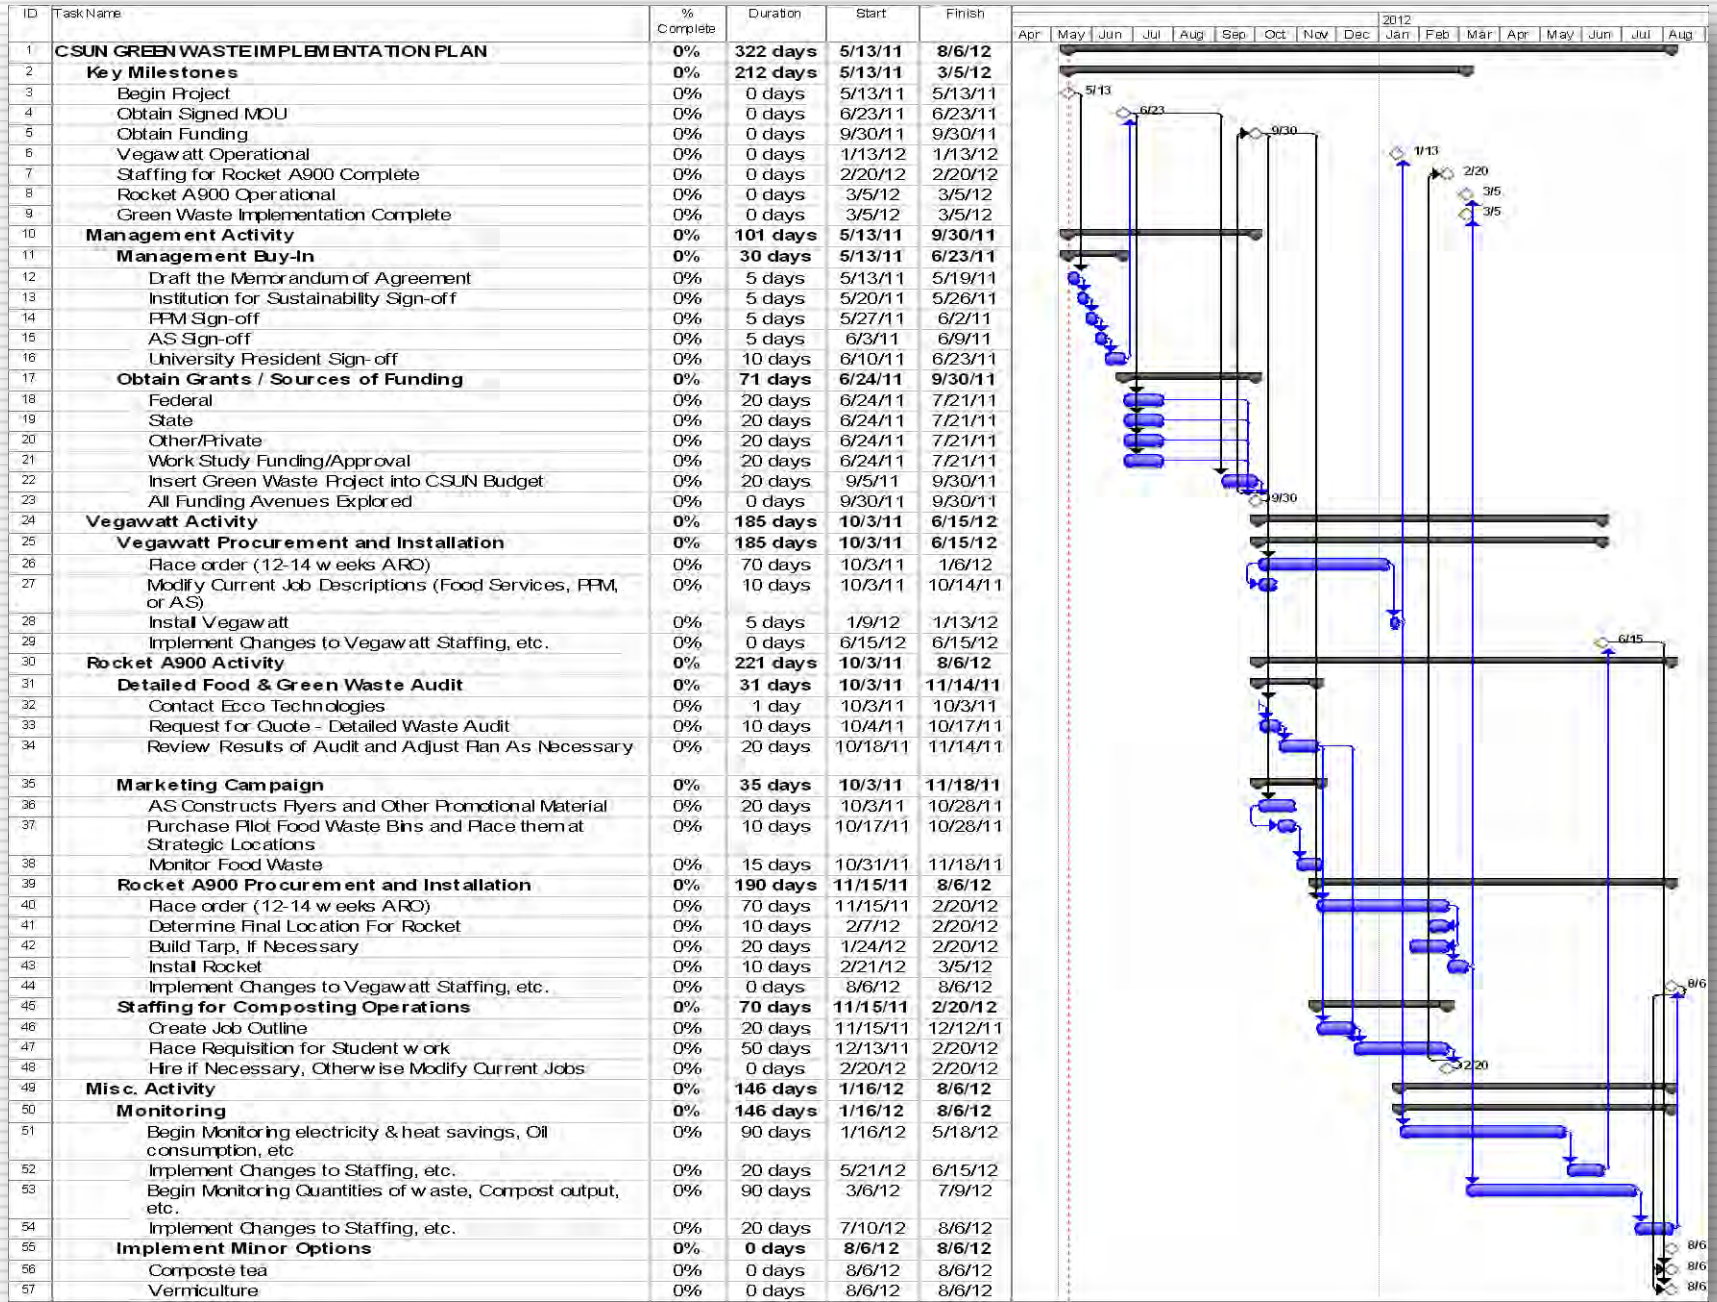 ID Task Name % Complete Duration Start Finish
2012
Apr May Jun Jul Aug Sep Oct Nov Dec Jan Feb Mar Apr May Jun Jul Aug
1 CSUN GREEN WASTE IMPLEMENTATION PLAN 0% 322 days 5/13/11 8/6/12
2 Key Milestones 0% 212 days 5/13/11 3/5/12
3 Begin Project 0% 0 days 5/13/11 5/13/11 5/13
4 Obtain Signed MOU 0% 0 days 6/23/11 6/23/11 6/23
5 Obtain Funding 0% 0 days 9/30/11 9/30/11 9/30
6 Vegawatt Operational 0% 0 days 1/13/12 1/13/12 1/13
7 Staffing for Rocket A900 Complete 0% 0 days 2/20/12 2/20/12 2/20
8 Rocket A900 Operational 0% 0 days 3/5/12 3/5/12 3/5
9 Green Waste Implementation Complete 0% 0 days 3/5/12 3/5/12 3/5
10 Management Activity 0% 101 days 5/13/11 9/30/11
11 Management Buy-In 0% 30 days 5/13/11 6/23/11
12 Draft the Memorandum of Agreement 0% 5 days 5/13/11 5/19/11
13 Institution for Sustainability Sign-off 0% 5 days 5/20/11 5/26/11
14 PPM Sign-off 0% 5 days 5/27/11 6/2/11
15 AS Sign-off 0% 5 days 6/3/11 6/9/11
16 University President Sign-off 0% 10 days 6/10/11 6/23/11
17 Obtain Grants / Sources of Funding 0% 71 days 6/24/11 9/30/11
18 Federal 0% 20 days 6/24/11 7/21/11
19 State 0% 20 days 6/24/11 7/21/11
20 Other/Private 0% 20 days 6/24/11 7/21/11
21 Work Study Funding/Approval 0% 20 days 6/24/11 7/21/11
22 Insert Green Waste Project into CSUN Budget 0% 20 days 9/5/11 9/30/11
23 All Funding Avenues Explored 0% 0 days 9/30/11 9/30/11 9/30
24 Vegawatt Activity 0% 185 days 10/3/11 6/15/12
25 Vegawatt Procurement and Installation 0% 185 days 10/3/11 6/15/12
26 Place order (12-14 weeks ARO) 0% 70 days 10/3/11 1/6/12
27 Modify Current Job Descriptions (Food Services, PPM, 0% 10 days 10/3/11 10/14/11
or AS)
28 Install Vegawatt 0% 5 days 1/9/12 1/13/12
29 Implement Changes to Vegawatt Staffing, etc. 0% 0 days 6/15/12 6/15/12 6/15
30 Rocket A900 Activity 0% 221 days 10/3/11 8/6/12
31 Detailed Food & Green Waste Audit 0% 31 days 10/3/11 11/14/11
32 Contact Ecco Technologies 0% 1 day 10/3/11 10/3/11
33 Request for Quote - Detailed Waste Audit 0% 10 days 10/4/11 10/17/11
34 Review Results of Audit and Adjust Plan As Necessary 0% 20 days 10/18/11 11/14/11
35 Marketing Campaign 0% 35 days 10/3/11 11/18/11
36 AS Constructs Flyers and Other Promotional Material 0% 20 days 10/3/11 10/28/11
37 Purchase Pilot Food Waste Bins and Place them at 0% 10 days 10/17/11 10/28/11
Strategic Locations
38 Monitor Food Waste 0% 15 days 10/31/11 11/18/11
39 Rocket A900 Procurement and Installation 0% 190 days 11/15/11 8/6/12
40 Place order (12-14 weeks ARO) 0% 70 days 11/15/11 2/20/12
41 Determine Final Location For Rocket 0% 10 days 2/7/12 2/20/12
42 Build Tarp, If Necessary 0% 20 days 1/24/12 2/20/12
43 Install Rocket 0% 10 days 2/21/12 3/5/12
44 Implement Changes to Vegawatt Staffing, etc. 0% 0 days 8/6/12 8/6/12 8/6
45 Staffing for Composting Operations 0% 70 days 11/15/11 2/20/12
46 Create Job Outline 0% 20 days 11/15/11 12/12/11
47 Place Requisition for Student work 0% 50 days 12/13/11 2/20/12
48 Hire if Necessary, Otherwise Modify Current Jobs 0% 0 days 2/20/12 2/20/12 2/20
49 Misc. Activity 0% 146 days 1/16/12 8/6/12
50 Monitoring 0% 146 days 1/16/12 8/6/12
51 Begin Monitoring electricity & heat savings, Oil 0% 90 days 1/16/12 5/18/12
consumption, etc
52 Implement Changes to Staffing, etc. 0% 20 days 5/21/12 6/15/12
53 Begin Monitoring Quantities of waste, Compost output, 0% 90 days 3/6/12 7/9/12
etc.
54 Implement Changes to Staffing, etc. 0% 20 days 7/10/12 8/6/12
55 Implement Minor Options 0% 0 days 8/6/12 8/6/12 8/6
56 Composte tea 0% 0 days 8/6/12 8/6/12 8/6
57 Vermiculture 0% 0 days 8/6/12 8/6/12 8/6